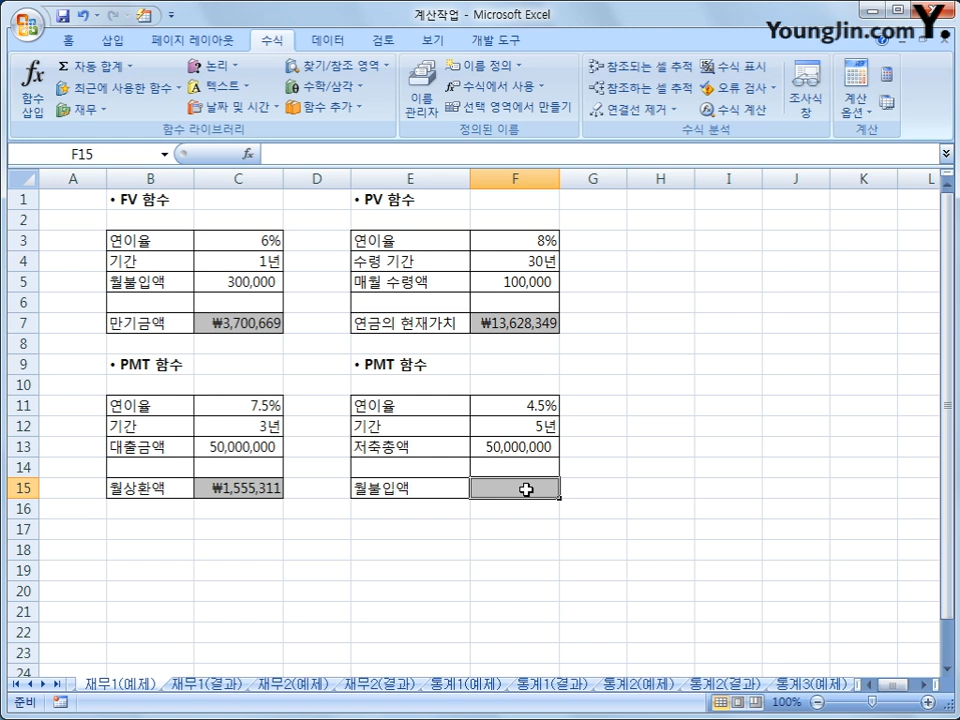 계산작업 - Microsoft Excel
YoungJin.com Y.
홈 삽입 페이지 레이아웃 수식 데이터 검토 보기 개발 도구
함수 삽입
Σ 자동 합계
최근에 사용한 함수
재무
논리
텍스트
날짜 및 시간
찾기/참조 영역
수학/삼각
함수 추가
함수 라이브러리
이름 관리자
이름 정의
수식에서 사용
선택 영역에서 만들기
정의된 이름
참조되는 셀 추적
참조하는 셀 추적
연결선 제거
수식 표시
오류 검사
수식 계산
수식 분석
조사식 창
계산 옵션
계산
F15 fx
A B C D E F G H I J K L
1 • FV 함수 • PV 함수
2
3 연이율 6% 연이율 8%
4 기간 1년 수령 기간 30년
5 월불입액 300,000 매월 수령액 100,000
6
7 만기금액 ₩3,700,669 연금의 현재가치 ₩13,628,349
8
9 • PMT 함수 • PMT 함수
10
11 연이율 7.5% 연이율 4.5%
12 기간 3년 기간 5년
13 대출금액 50,000,000 저축총액 50,000,000
14
15 월상환액 ₩1,555,311 월불입액
16
17
18
19
20
21
22
23
24
재무1(예제) 재무1(결과) 재무2(예제) 재무2(결과) 통계1(예제) 통계1(결과) 통계2(예제) 통계2(결과) 통계3(예제)
준비 100%